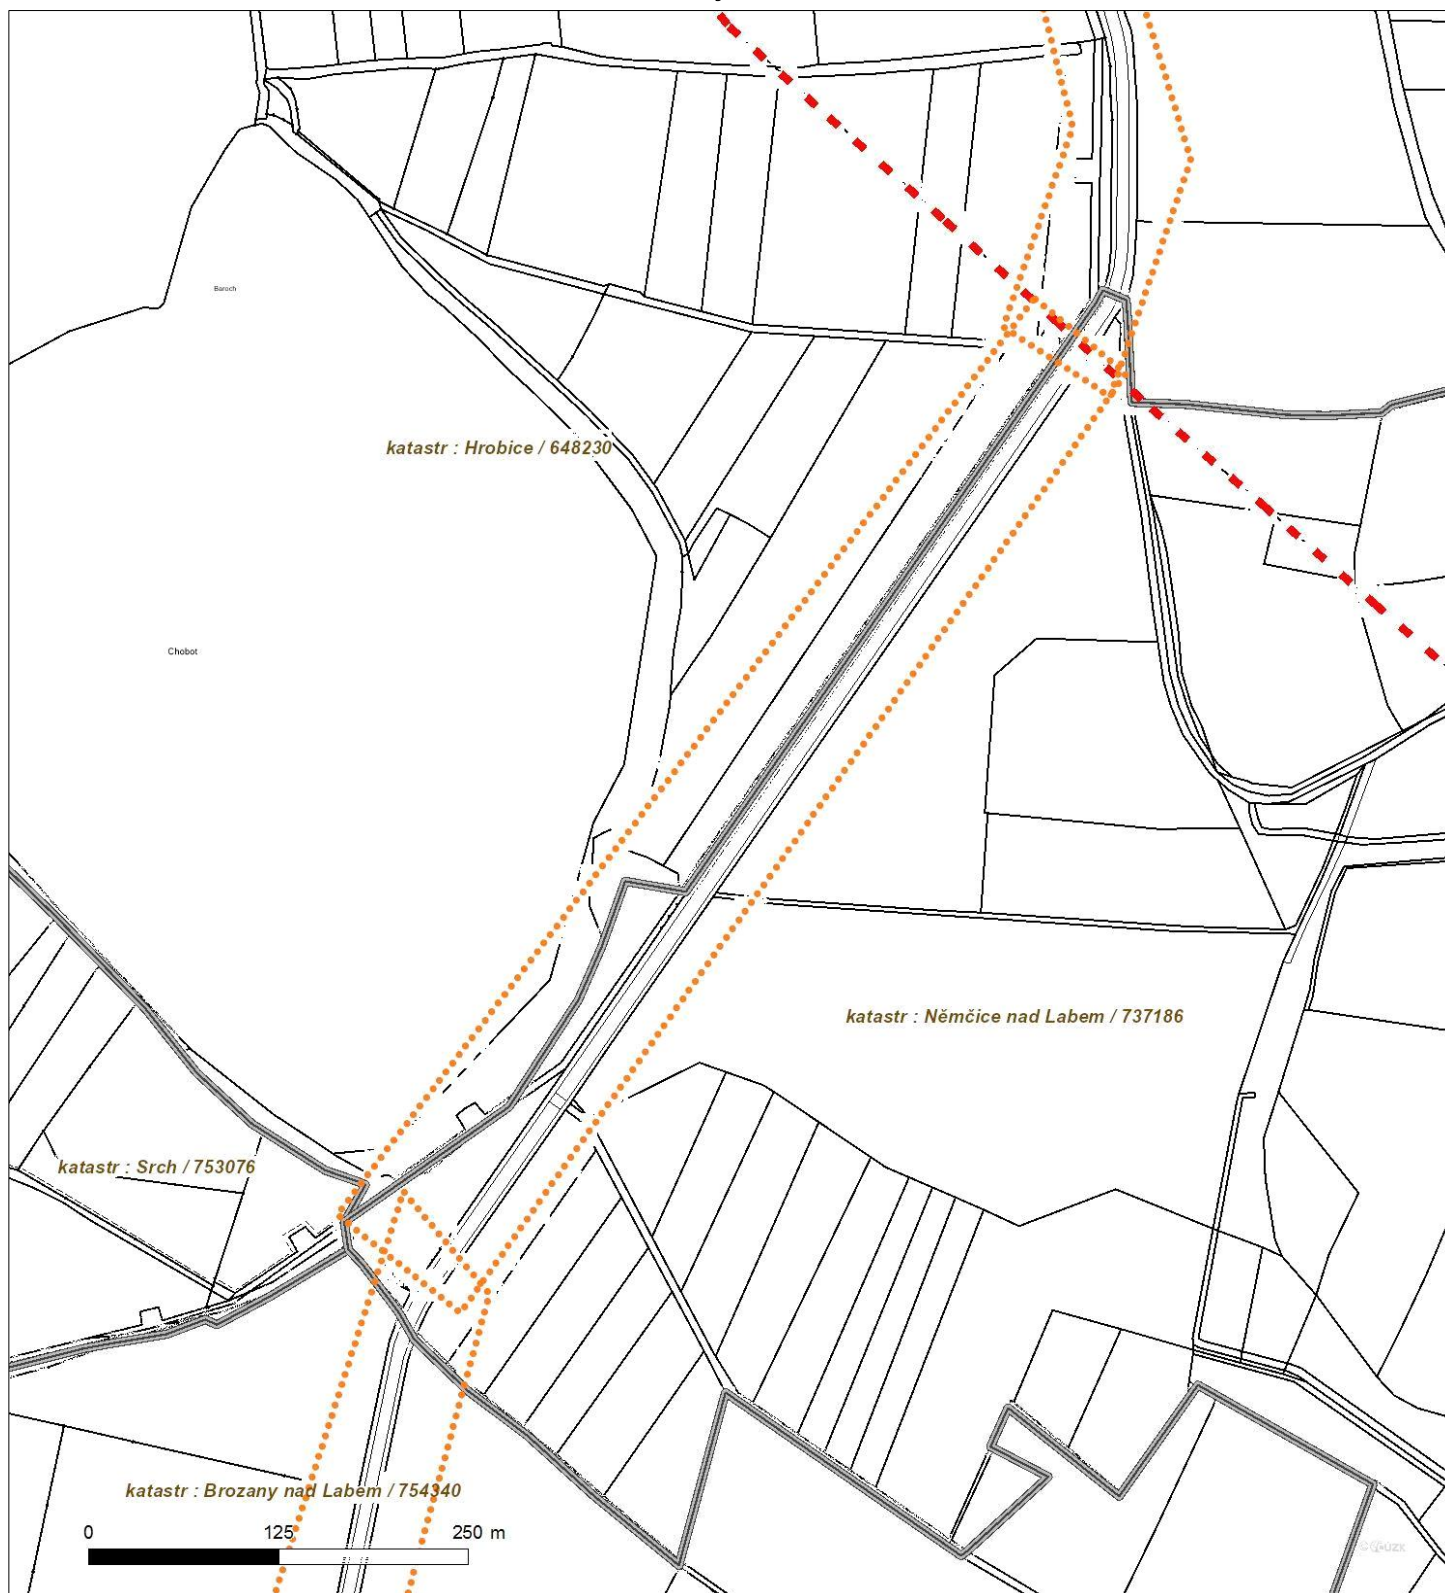 Baroch
katastr : Hrobice / 648230
Chobot
katastr : Němčice nad Labem / 737186
katastr : Srch / 753076
katastr : Brozany nad Labem / 754340
0 125 250 m